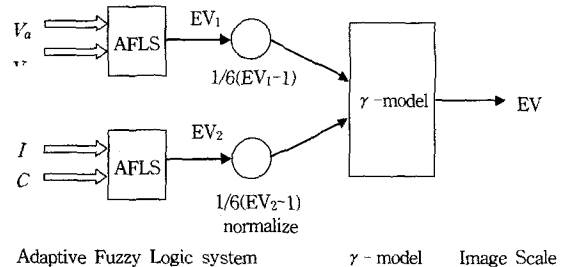 Vₐ
AFLS
EV₁
1/6(EV₁-1)
γ-model
EV
I
C
AFLS
EV₂
1/6(EV₂-1)
normalize
Adaptive Fuzzy Logic system
γ - model
Image Scale